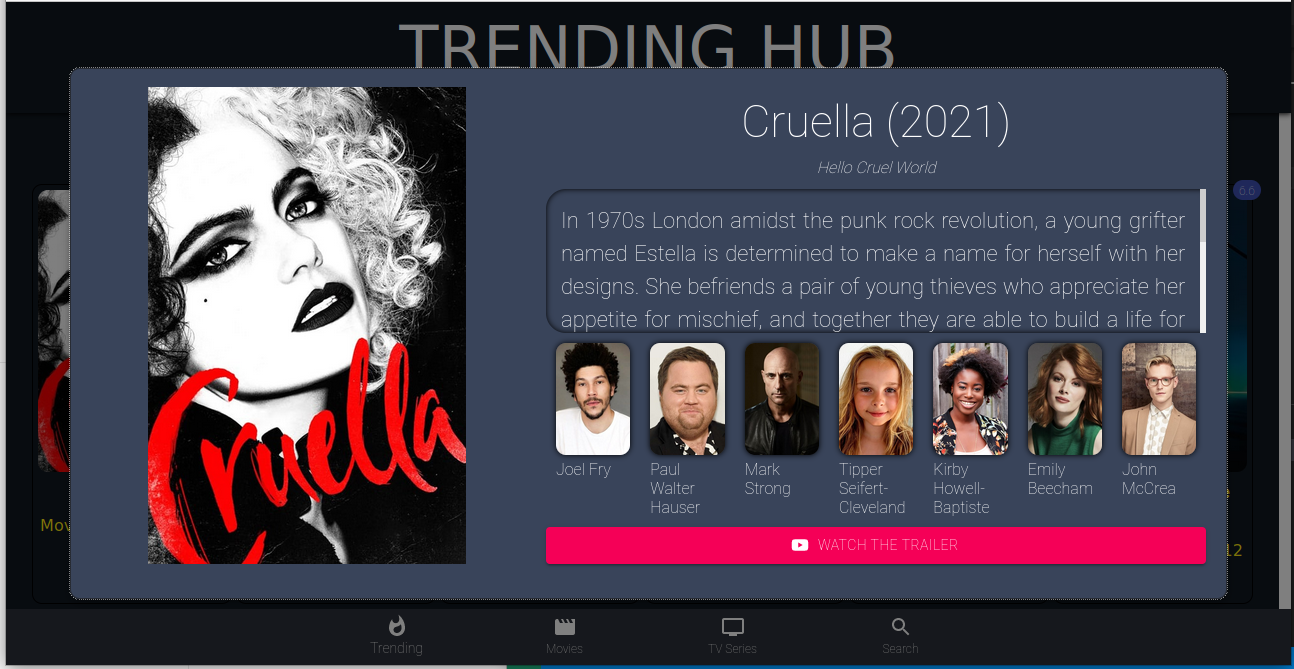 TRENDING HUB
Cruella (2021)
Hello Cruel World
6.6
In 1970s London amidst the punk rock revolution, a young grifter
named Estella is determined to make a name for herself with her
designs. She befriends a pair of young thieves who appreciate her
appetite for mischief, and together they are able to build a life for
Cruella
Joel Fry
Paul
Walter
Hauser
Mark
Strong
Tipper
Seifert-
Cleveland
Kirby
Howell-
Baptiste
Emily
Beecham
John
McCrea
Mov
12
WATCH THE TRAILER
Trending
Movies
TV Series
Search